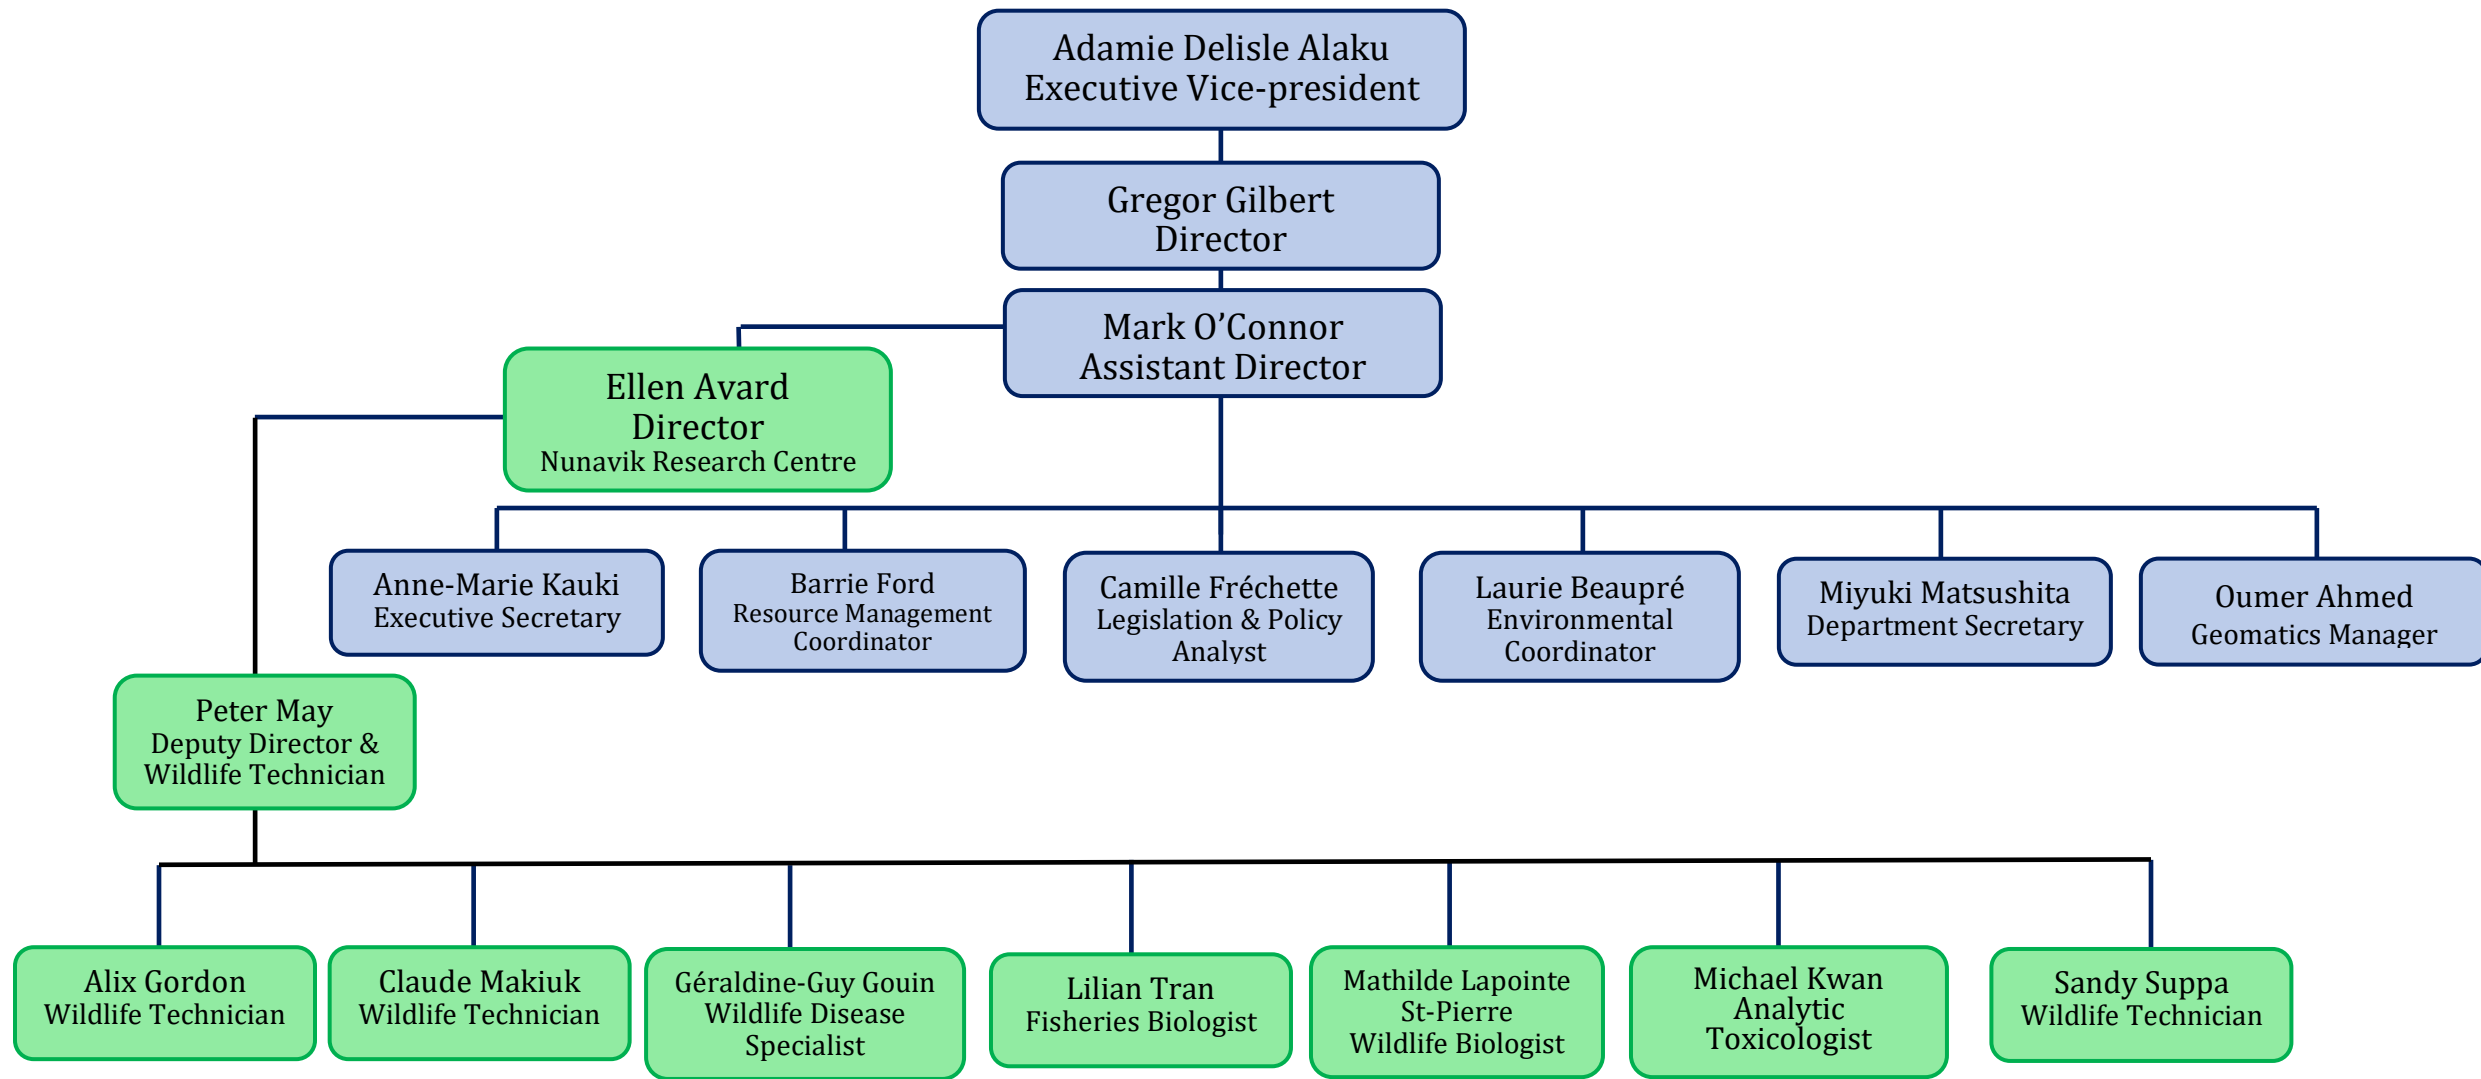 Adamie Delisle Alaku
Executive Vice-president
Gregor Gilbert
Director
Mark O’Connor
Assistant Director
Ellen Avard
Director
Nunavik Research Centre
Anne-Marie Kauki
Executive Secretary
Barrie Ford
Resource Management
Coordinator
Camille Fréchette
Legislation & Policy
Analyst
Laurie Beaupré
Environmental
Coordinator
Miyuki Matsushita
Department Secretary
Oumer Ahmed
Geomatics Manager
Peter May
Deputy Director &
Wildlife Technician
Alix Gordon
Wildlife Technician
Claude Makiuk
Wildlife Technician
Géraldine-Guy Gouin
Wildlife Disease
Specialist
Lilian Tran
Fisheries Biologist
Mathilde Lapointe
St-Pierre
Wildlife Biologist
Michael Kwan
Analytic
Toxicologist
Sandy Suppa
Wildlife Technician